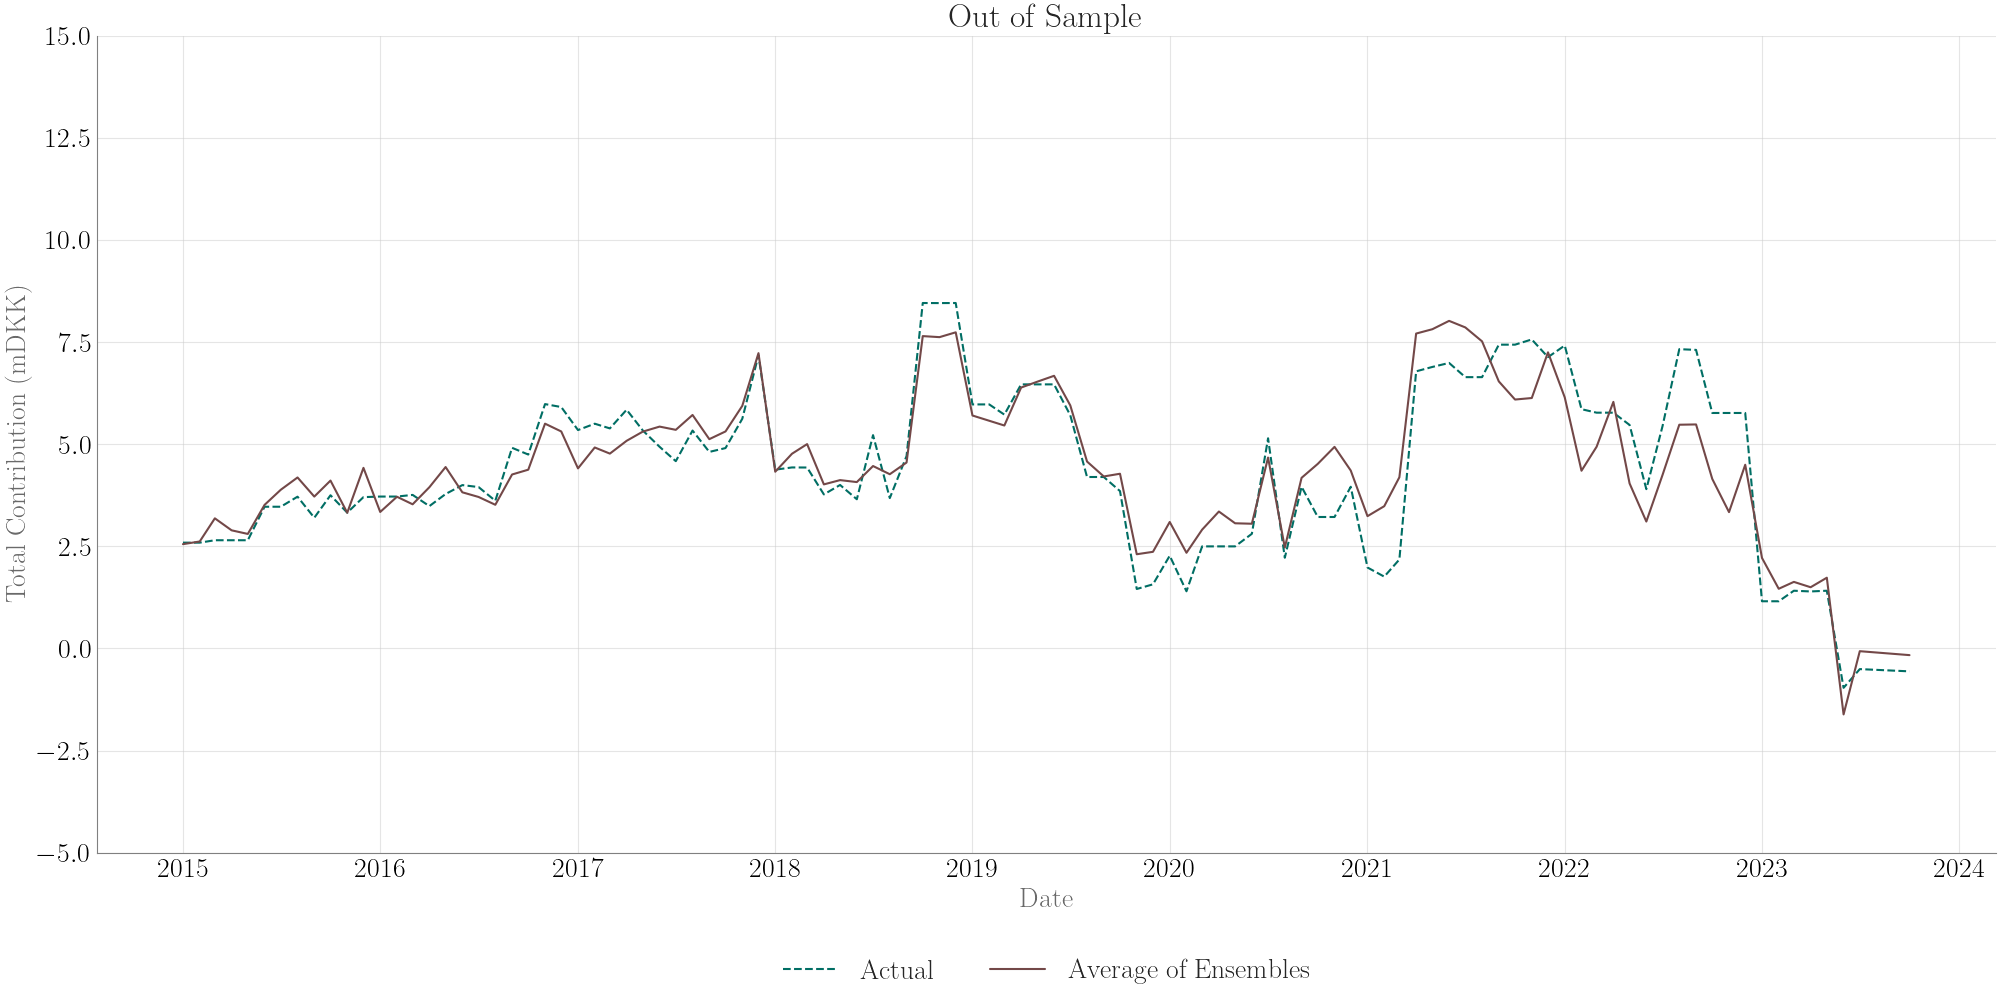 Out of Sample
15.0
12.5
10.0
7.5
5.0
2.5
0.0
−2.5
−5.0
Total Contribution (mDKK)
2015 2016 2017 2018 2019 2020 2021 2022 2023 2024
Date
Actual Average of Ensembles